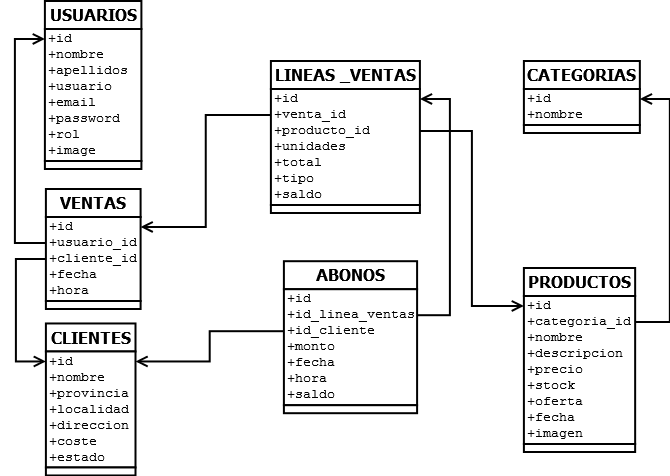 USUARIOS
+id
+nombre
+apellidos
+usuario
+email
+password
+rol
+image
VENTAS
+id
+usuario_id
+cliente_id
+fecha
+hora
CLIENTES
+id
+nombre
+provincia
+localidad
+direccion
+coste
+estado
LINEAS _VENTAS
+id
+venta_id
+producto_id
+unidades
+total
+tipo
+saldo
ABONOS
+id
+id_linea_ventas
+id_cliente
+monto
+fecha
+hora
+saldo
CATEGORIAS
+id
+nombre
PRODUCTOS
+id
+categoria_id
+nombre
+descripcion
+precio
+stock
+oferta
+fecha
+imagen